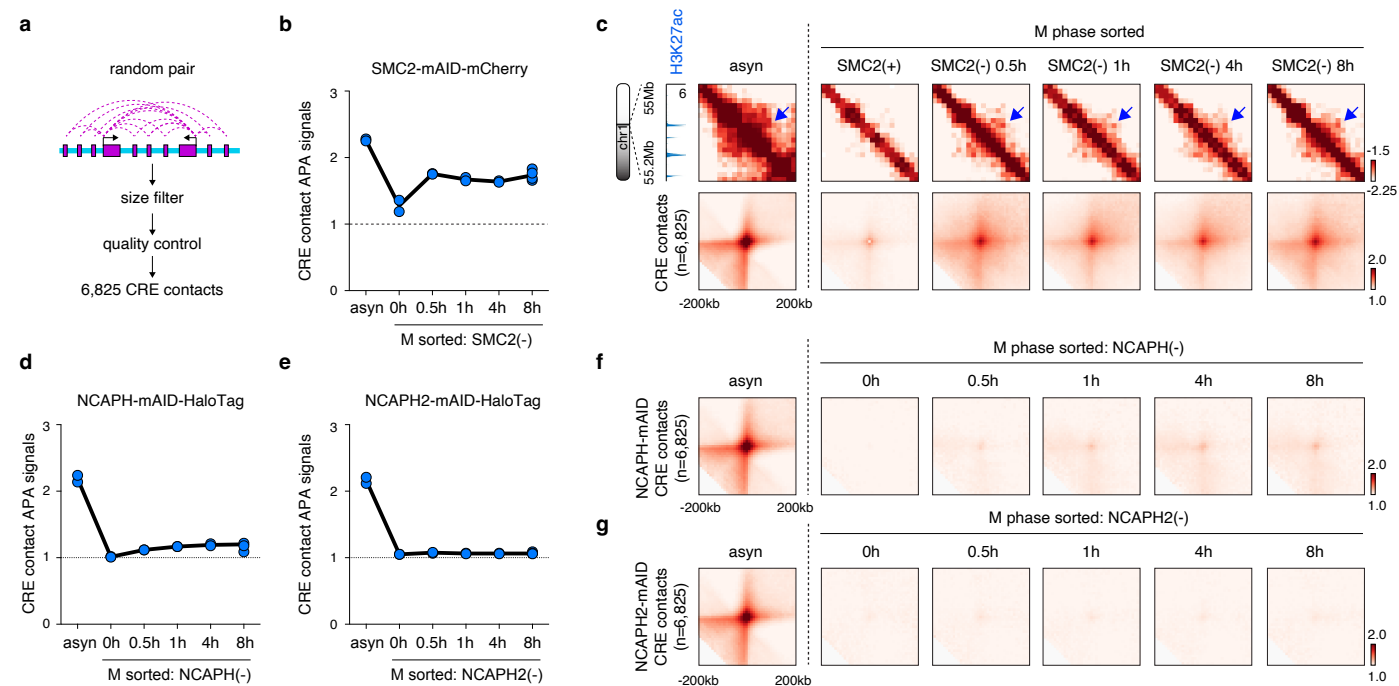 a
random pair
size filter
quality control
6,825 CRE contacts
b
SMC2-mAID-mCherry
CRE contact APA signals
3
2
1
0
asyn 0h 0.5h 1h 4h 8h
M sorted: SMC2(-)
c
H3K27ac
M phase sorted
asyn SMC2(+) SMC2(-) 0.5h SMC2(-) 1h SMC2(-) 4h SMC2(-) 8h
chr1
55Mb
55.2Mb
6
-1.5
-2.25
CRE contacts
(n=6,825)
2.0
1.0
-200kb 200kb
d
NCAPH-mAID-HaloTag
CRE contact APA signals
3
2
1
0
asyn 0h 0.5h 1h 4h 8h
M sorted: NCAPH(-)
e
NCAPH2-mAID-HaloTag
CRE contact APA signals
3
2
1
0
asyn 0h 0.5h 1h 4h 8h
M sorted: NCAPH2(-)
f
M phase sorted: NCAPH(-)
asyn 0h 0.5h 1h 4h 8h
NCAPH-mAID
CRE contacts
(n=6,825)
2.0
1.0
-200kb 200kb
g
M phase sorted: NCAPH2(-)
asyn 0h 0.5h 1h 4h 8h
NCAPH2-mAID
CRE contacts
(n=6,825)
2.0
1.0
-200kb 200kb